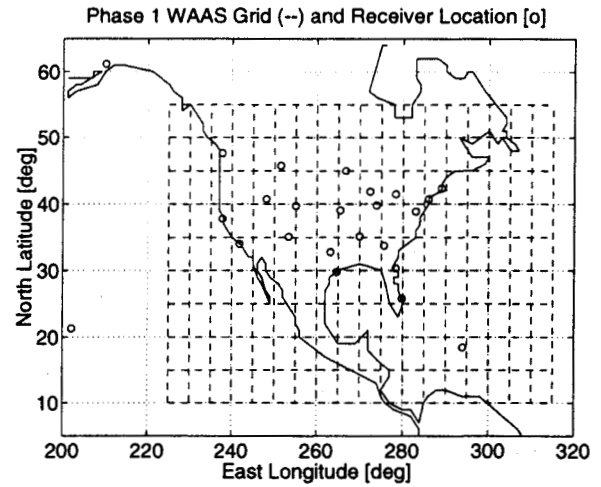 Phase 1 WAAS Grid (--) and Receiver Location [o]
North Latitude [deg]
60
50
40
30
20
10
200 220 240 260 280 300 320
East Longitude [deg]